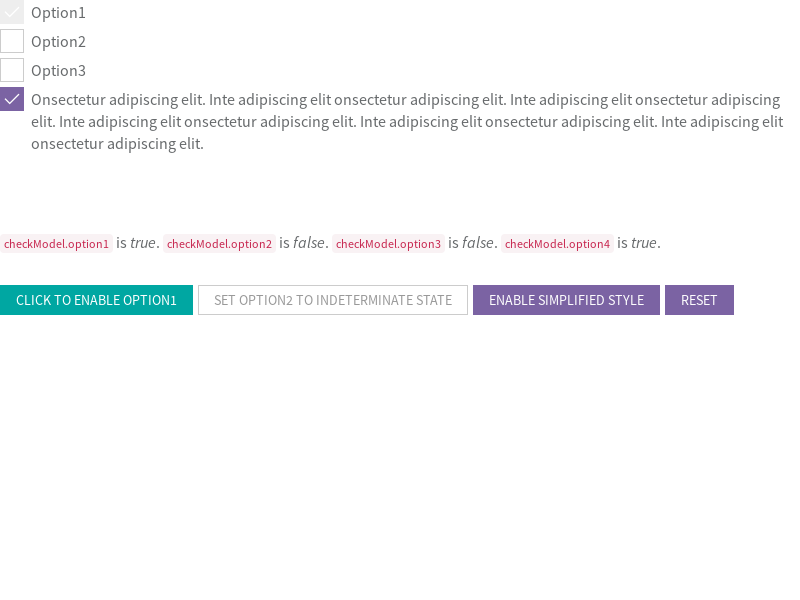 Option1
Option2
Option3
Onsectetur adipiscing elit. Inte adipiscing elit onsectetur adipiscing elit. Inte adipiscing elit onsectetur adipiscing
elit. Inte adipiscing elit onsectetur adipiscing elit. Inte adipiscing elit onsectetur adipiscing elit. Inte adipiscing elit
onsectetur adipiscing elit.
checkModel.option1 is true. checkModel.option2 is false. checkModel.option3 is false. checkModel.option4 is true.
CLICK TO ENABLE OPTION1 SET OPTION2 TO INDETERMINATE STATE ENABLE SIMPLIFIED STYLE RESET